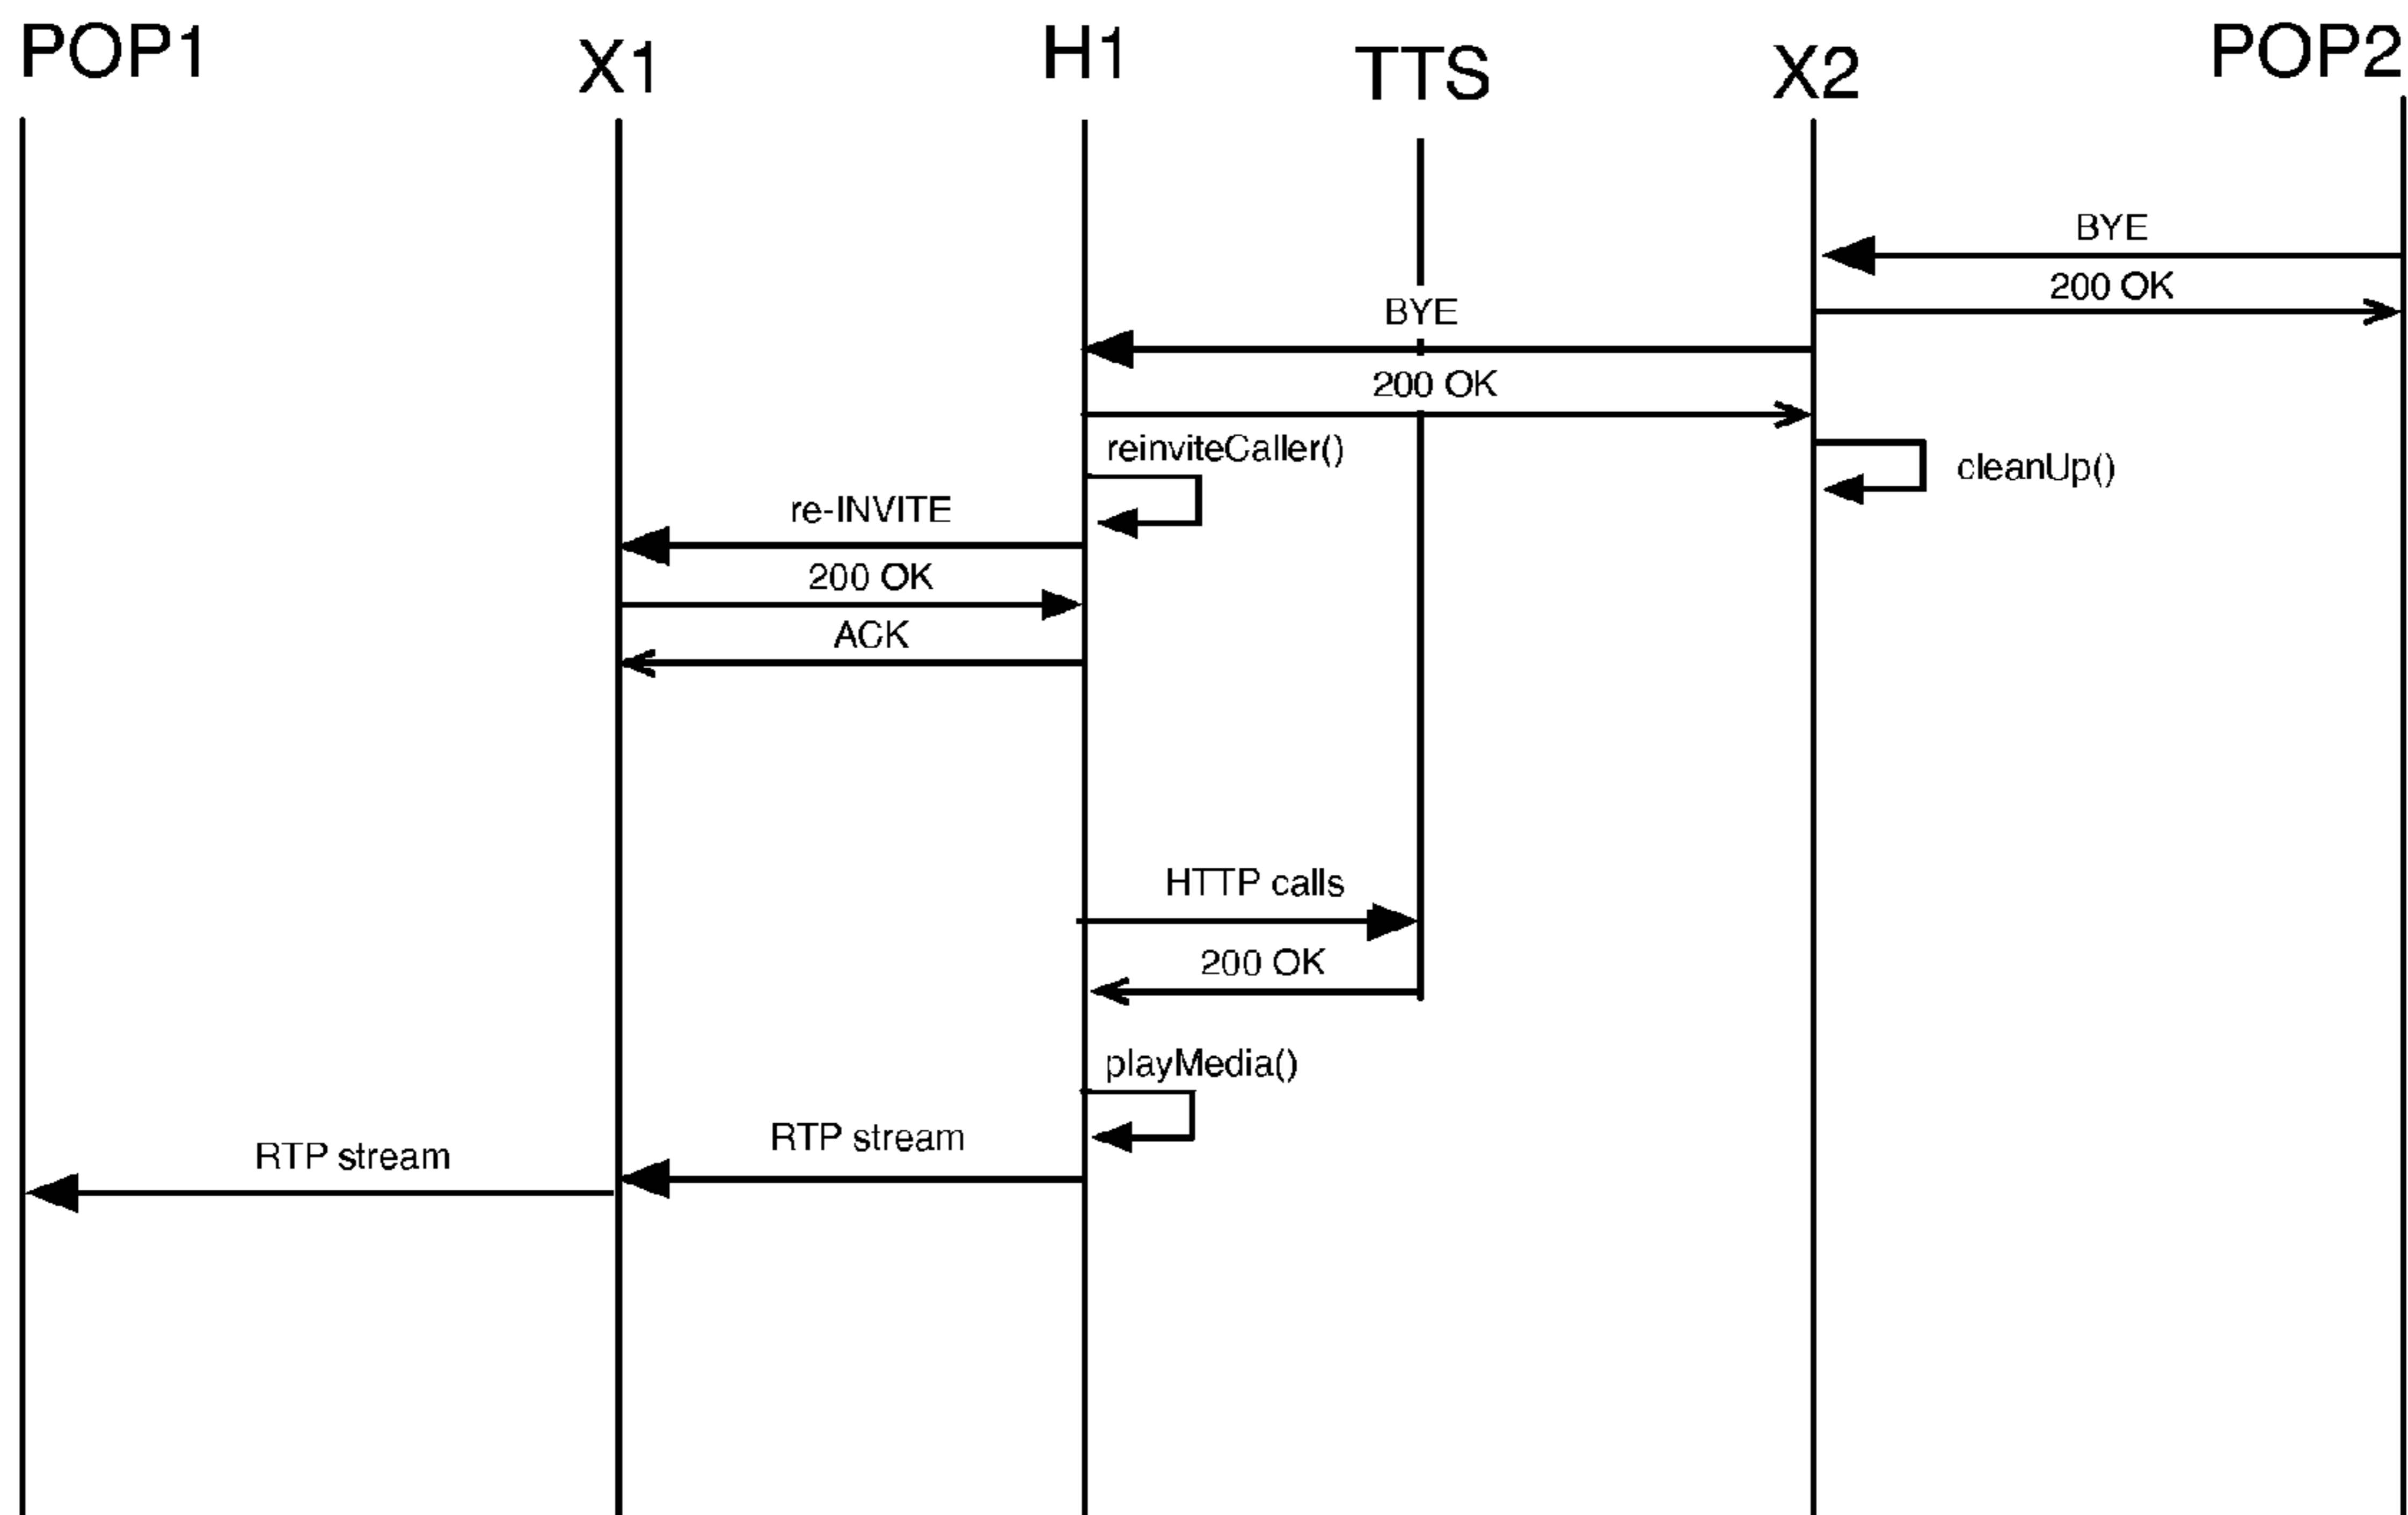 POP1
X1
H1
TTS
X2
POP2
BYE
200 OK
BYE
200 OK
reinviteCaller()
cleanUp()
re-INVITE
200 OK
ACK
HTTP calls
200 OK
playMedia()
RTP stream
RTP stream